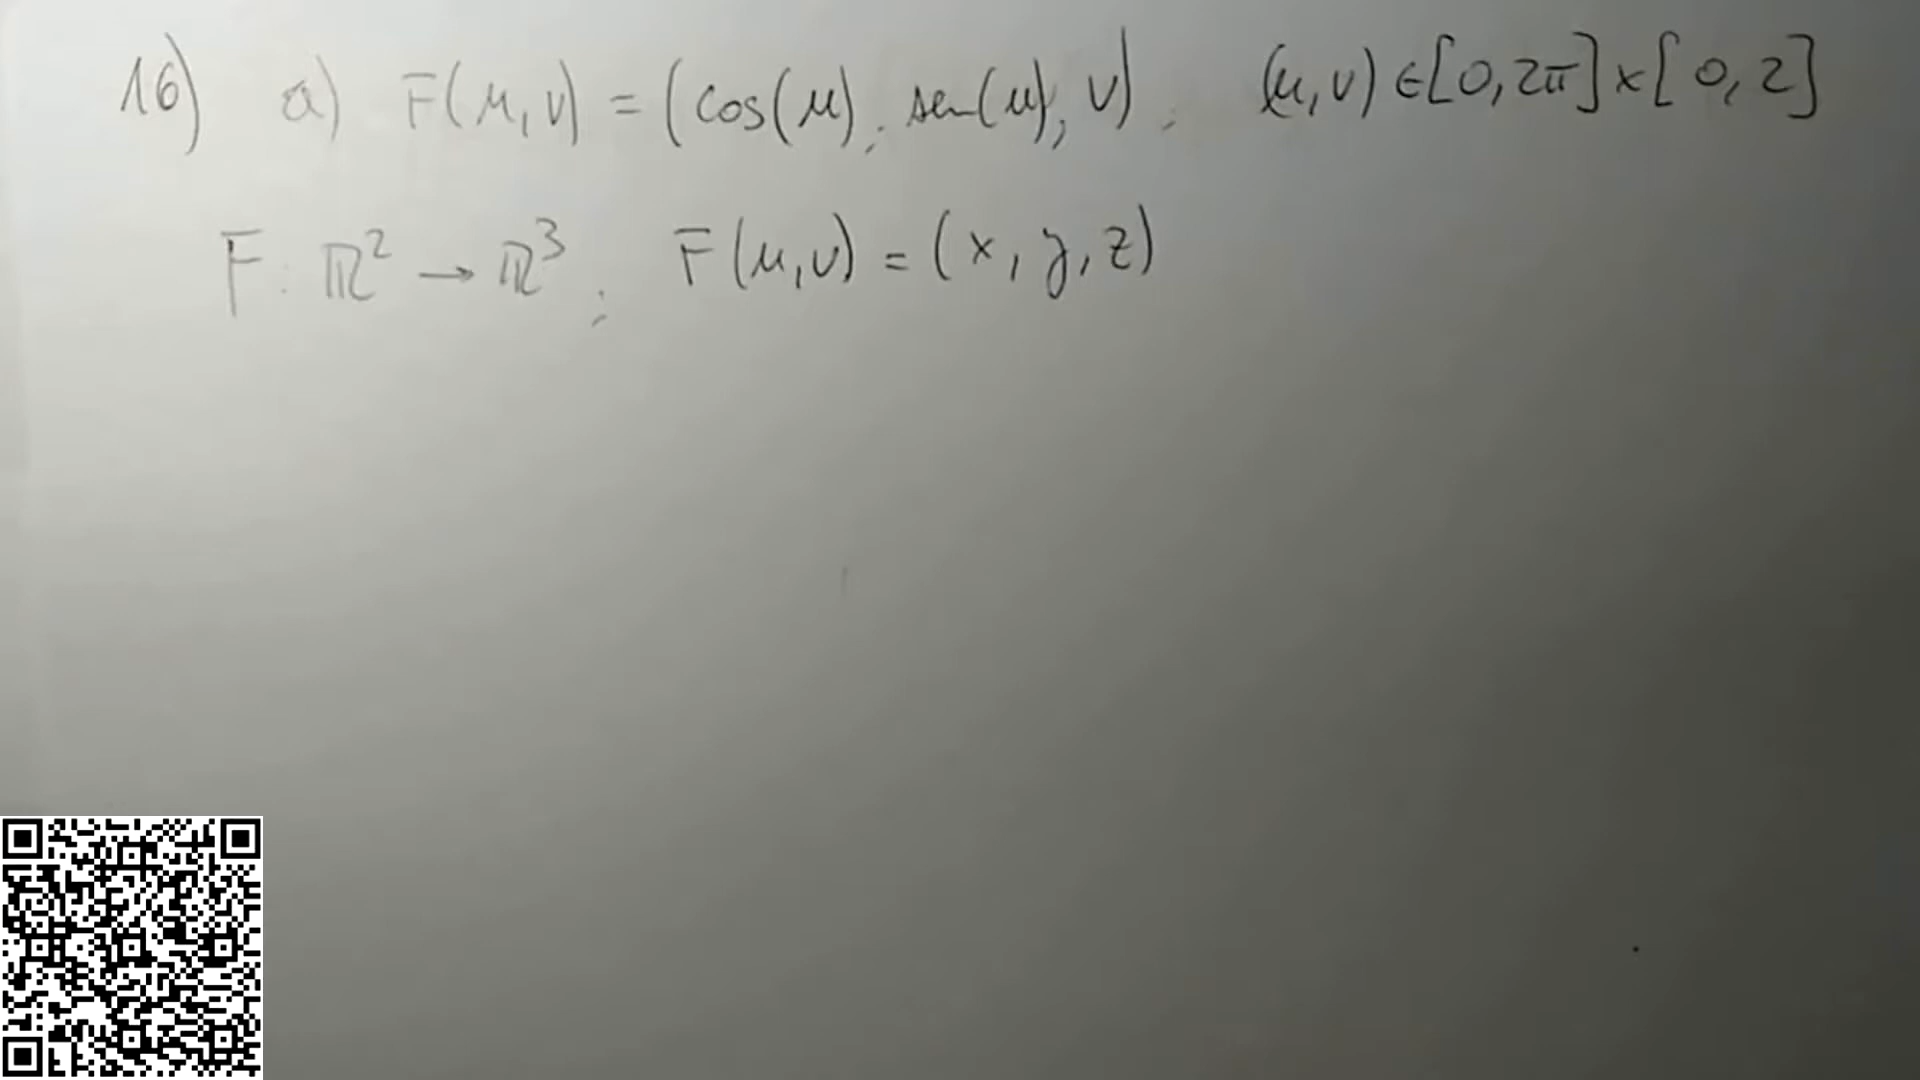 16) a) F(u,v) = (cos(u), sen(u), v), (u,v) ∈ [0,2π] × [0,2]
F: ℝ² → ℝ³; F(u,v) = (x, y, z)